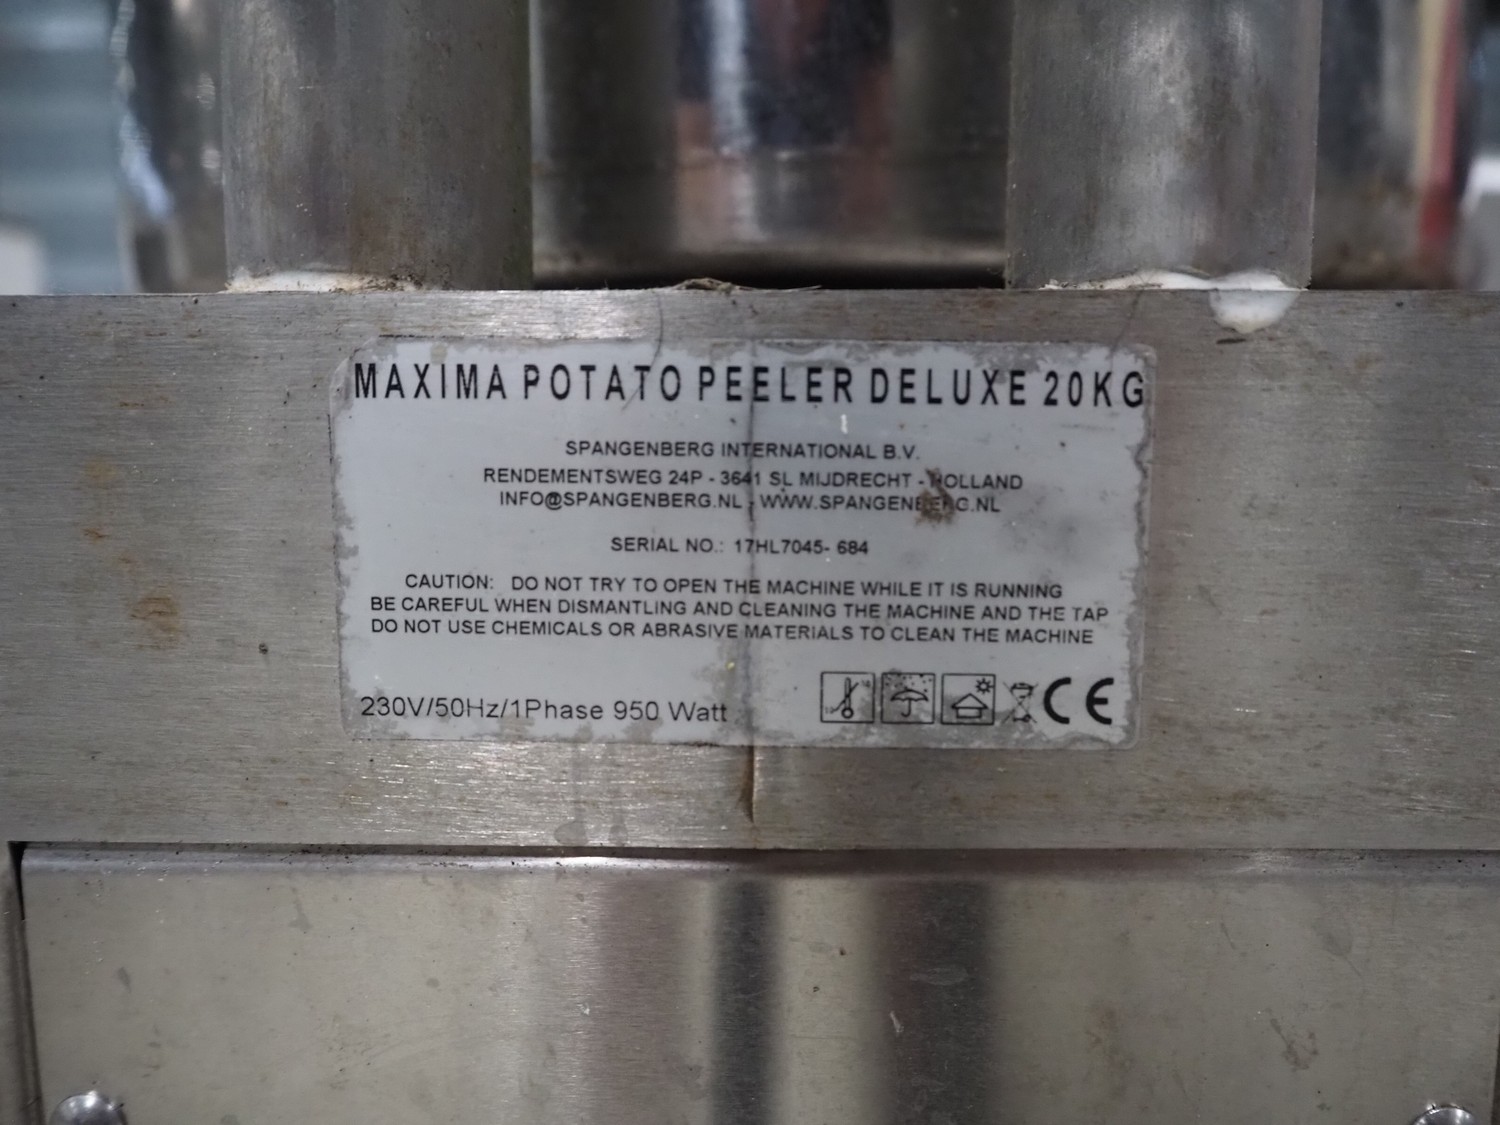 MAXIMA POTATO PEELER DELUXE 20KG
SPANGENBERG INTERNATIONAL B.V.
RENDEMENTSWEG 24P - 3641 SL MIJDRECHT - HOLLAND
INFO@SPANGENBERG.NL - WWW.SPANGENBERG.NL
SERIAL NO.: 17HL7045- 684
CAUTION: DO NOT TRY TO OPEN THE MACHINE WHILE IT IS RUNNING
BE CAREFUL WHEN DISMANTLING AND CLEANING THE MACHINE AND THE TAP
DO NOT USE CHEMICALS OR ABRASIVE MATERIALS TO CLEAN THE MACHINE
230V/50Hz/1Phase 950 Watt CE